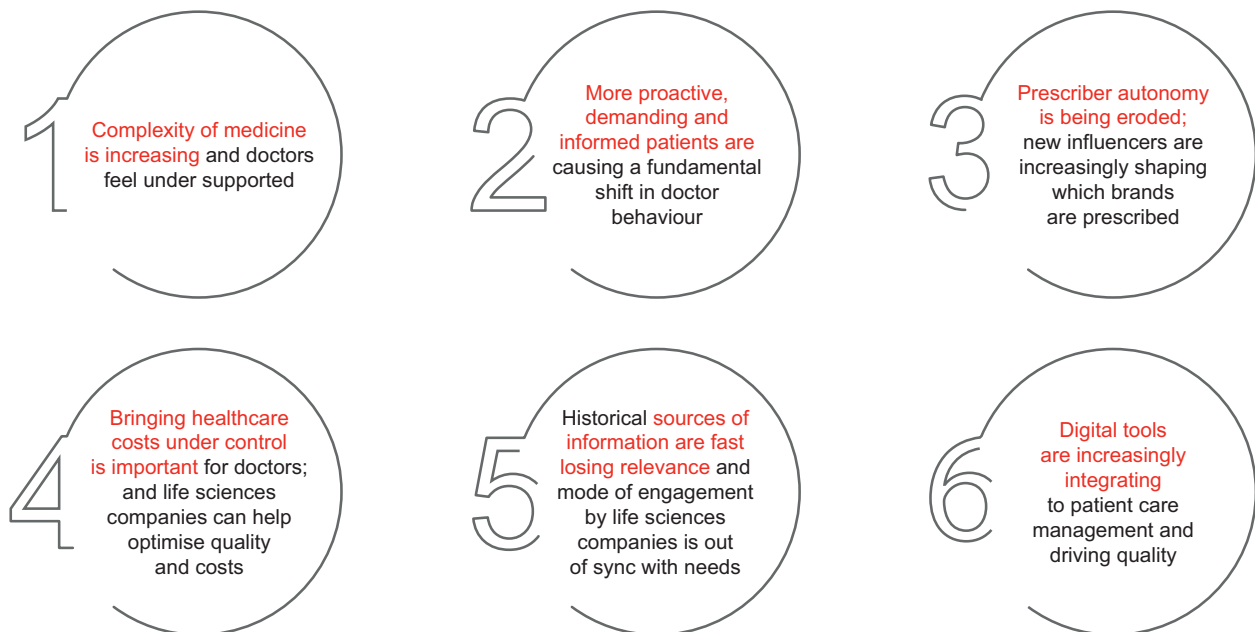 1
Complexity of medicine
is increasing and doctors
feel under supported
2
More proactive,
demanding and
informed patients are
causing a fundamental
shift in doctor
behaviour
3
Prescriber autonomy
is being eroded;
new influencers are
increasingly shaping
which brands
are prescribed
4
Bringing healthcare
costs under control
is important for doctors;
and life sciences
companies can help
optimise quality
and costs
5
Historical sources of
information are fast
losing relevance and
mode of engagement
by life sciences
companies is out
of sync with needs
6
Digital tools
are increasingly
integrating
to patient care
management and
driving quality